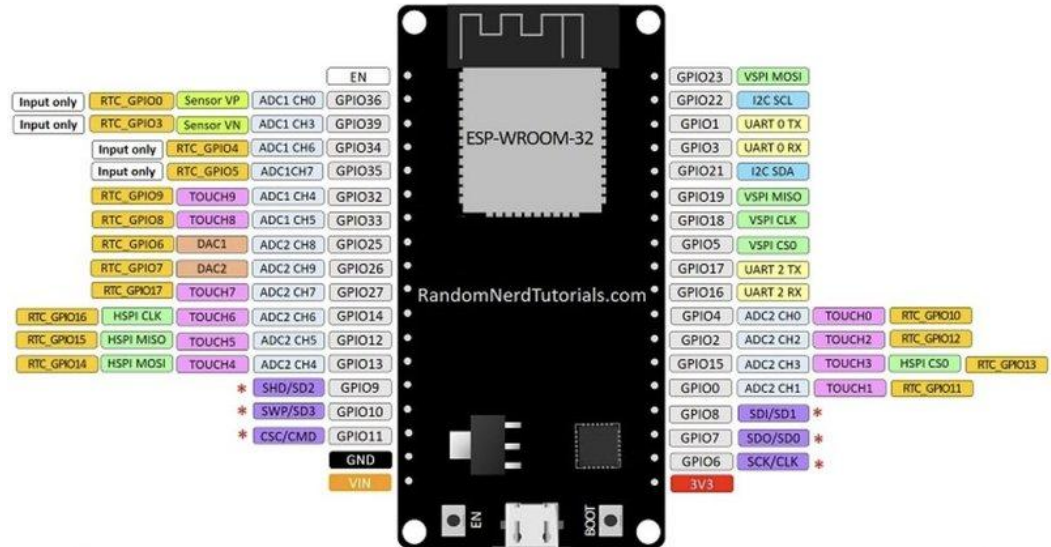 EN
Input only RTC_GPIO0 Sensor VP ADC1 CH0 GPIO36
Input only RTC_GPIO3 Sensor VN ADC1 CH3 GPIO39
Input only RTC_GPIO4 ADC1 CH6 GPIO34
Input only RTC_GPIO5 ADC1CH7 GPIO35
RTC_GPIO9 TOUCH9 ADC1 CH4 GPIO32
RTC_GPIO8 TOUCH8 ADC1 CH5 GPIO33
RTC_GPIO6 DAC1 ADC2 CH8 GPIO25
RTC_GPIO7 DAC2 ADC2 CH9 GPIO26
RTC_GPIO17 TOUCH7 ADC2 CH7 GPIO27
RTC_GPIO16 HSPI CLK TOUCH6 ADC2 CH6 GPIO14
RTC_GPIO15 HSPI MISO TOUCH5 ADC2 CH5 GPIO12
RTC_GPIO14 HSPI MOSI TOUCH4 ADC2 CH4 GPIO13
* SHD/SD2 GPIO9
* SWP/SD3 GPIO10
* CSC/CMD GPIO11
GND
VIN
ESP-WROOM-32
RandomNerdTutorials.com
EN
BOOT
GPIO23 VSPI MOSI
GPIO22 I2C SCL
GPIO1 UART 0 TX
GPIO3 UART 0 RX
GPIO21 I2C SDA
GPIO19 VSPI MISO
GPIO18 VSPI CLK
GPIO5 VSPI CS0
GPIO17 UART 2 TX
GPIO16 UART 2 RX
GPIO4 ADC2 CH0 TOUCH0 RTC_GPIO10
GPIO2 ADC2 CH2 TOUCH2 RTC_GPIO12
GPIO15 ADC2 CH3 TOUCH3 HSPI CS0 RTC_GPIO13
GPIO0 ADC2 CH1 TOUCH1 RTC_GPIO11
GPIO8 SDI/SD1 *
GPIO7 SDO/SD0 *
GPIO6 SCK/CLK *
3V3